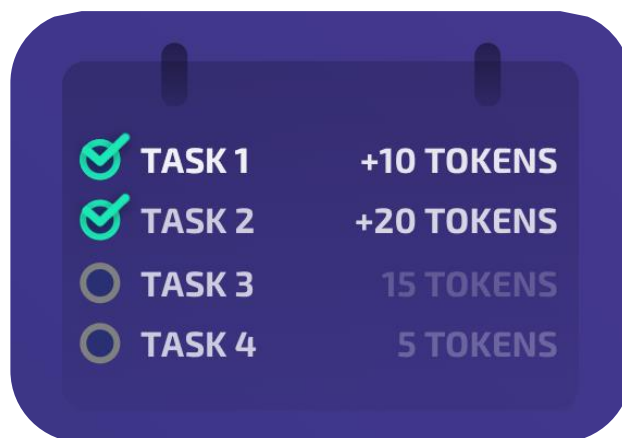 TASK 1 +10 TOKENS
TASK 2 +20 TOKENS
TASK 3 15 TOKENS
TASK 4 5 TOKENS